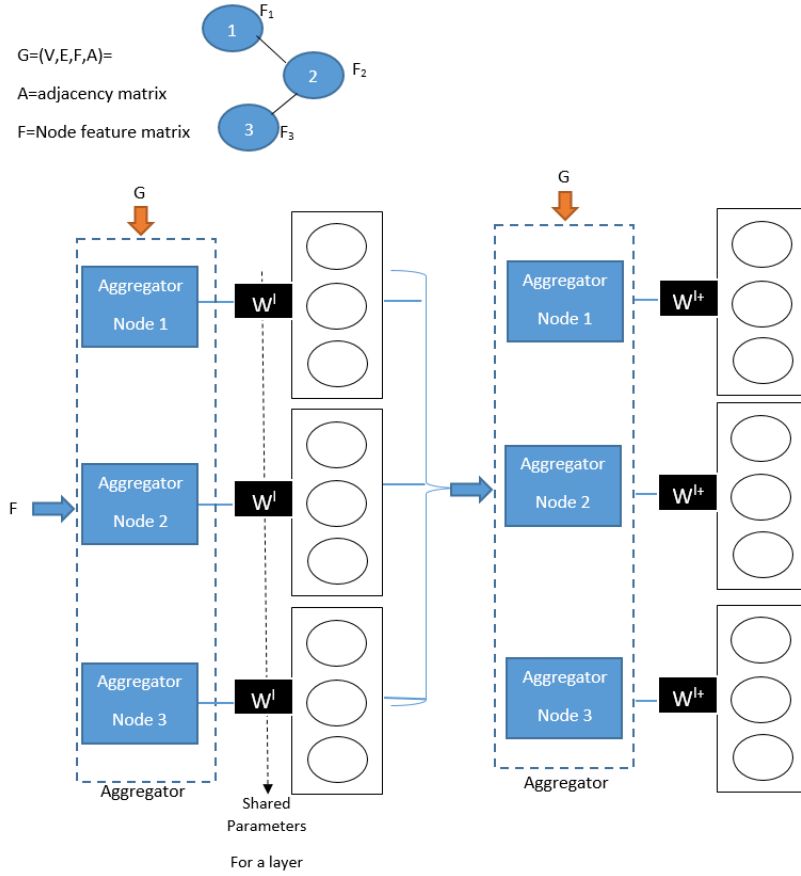 F₁
1
G=(V,E,F,A)=
2
F₂
A=adjacency matrix
F=Node feature matrix
3
F₃
G
G
Aggregator
Node 1
Wˡ
Aggregator
Node 1
Wˡ⁺
F
Aggregator
Node 2
Wˡ
Aggregator
Node 2
Wˡ⁺
Aggregator
Node 3
Wˡ
Aggregator
Node 3
Wˡ⁺
Aggregator
Aggregator
Shared
Parameters
For a layer